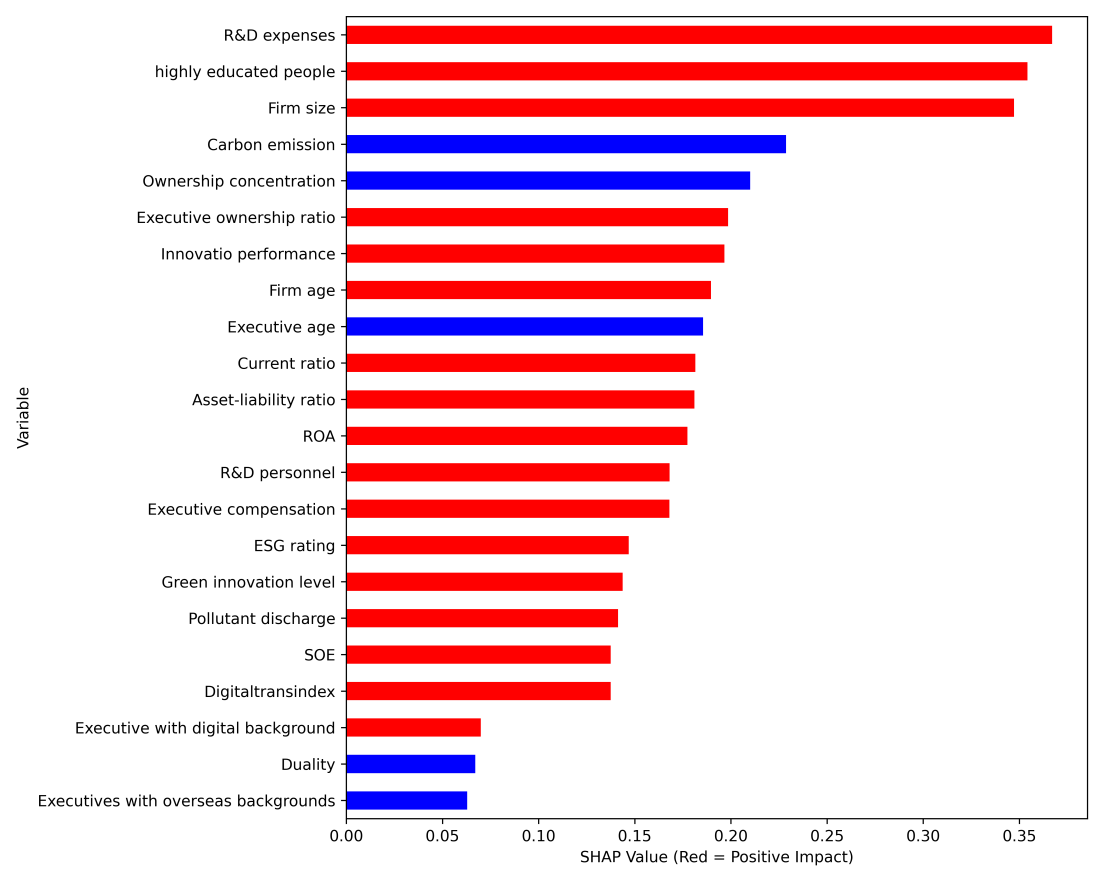 R&D expenses
highly educated people
Firm size
Carbon emission
Ownership concentration
Executive ownership ratio
Innovatio performance
Firm age
Executive age
Current ratio
Asset-liability ratio
ROA
R&D personnel
Executive compensation
ESG rating
Green innovation level
Pollutant discharge
SOE
Digitaltransindex
Executive with digital background
Duality
Executives with overseas backgrounds
Variable
0.00 0.05 0.10 0.15 0.20 0.25 0.30 0.35
SHAP Value (Red = Positive Impact)